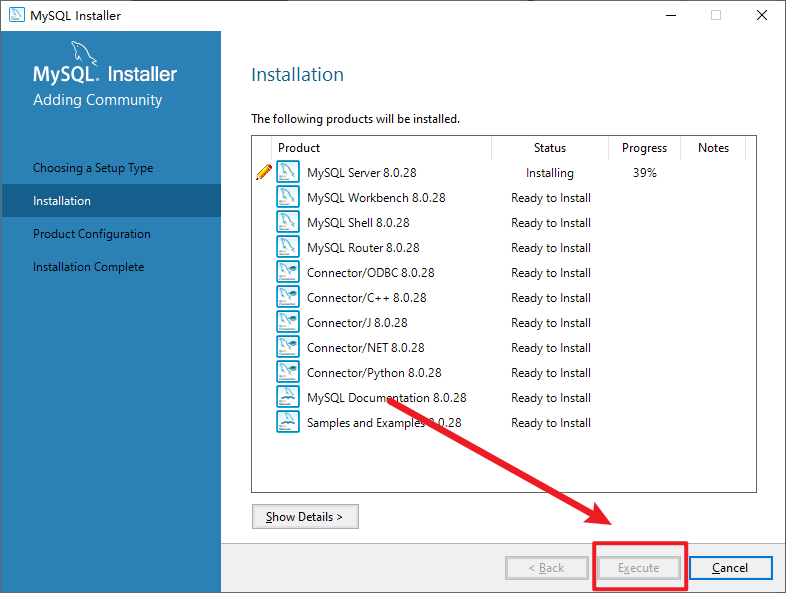 MySQL Installer
MySQL. Installer
Adding Community
Choosing a Setup Type
Installation
Product Configuration
Installation Complete
Installation
The following products will be installed.
Product Status Progress Notes
MySQL Server 8.0.28 Installing 39%
MySQL Workbench 8.0.28 Ready to Install
MySQL Shell 8.0.28 Ready to Install
MySQL Router 8.0.28 Ready to Install
Connector/ODBC 8.0.28 Ready to Install
Connector/C++ 8.0.28 Ready to Install
Connector/J 8.0.28 Ready to Install
Connector/NET 8.0.28 Ready to Install
Connector/Python 8.0.28 Ready to Install
MySQL Documentation 8.0.28 Ready to Install
Samples and Examples 8.0.28 Ready to Install
Show Details >
< Back Execute Cancel